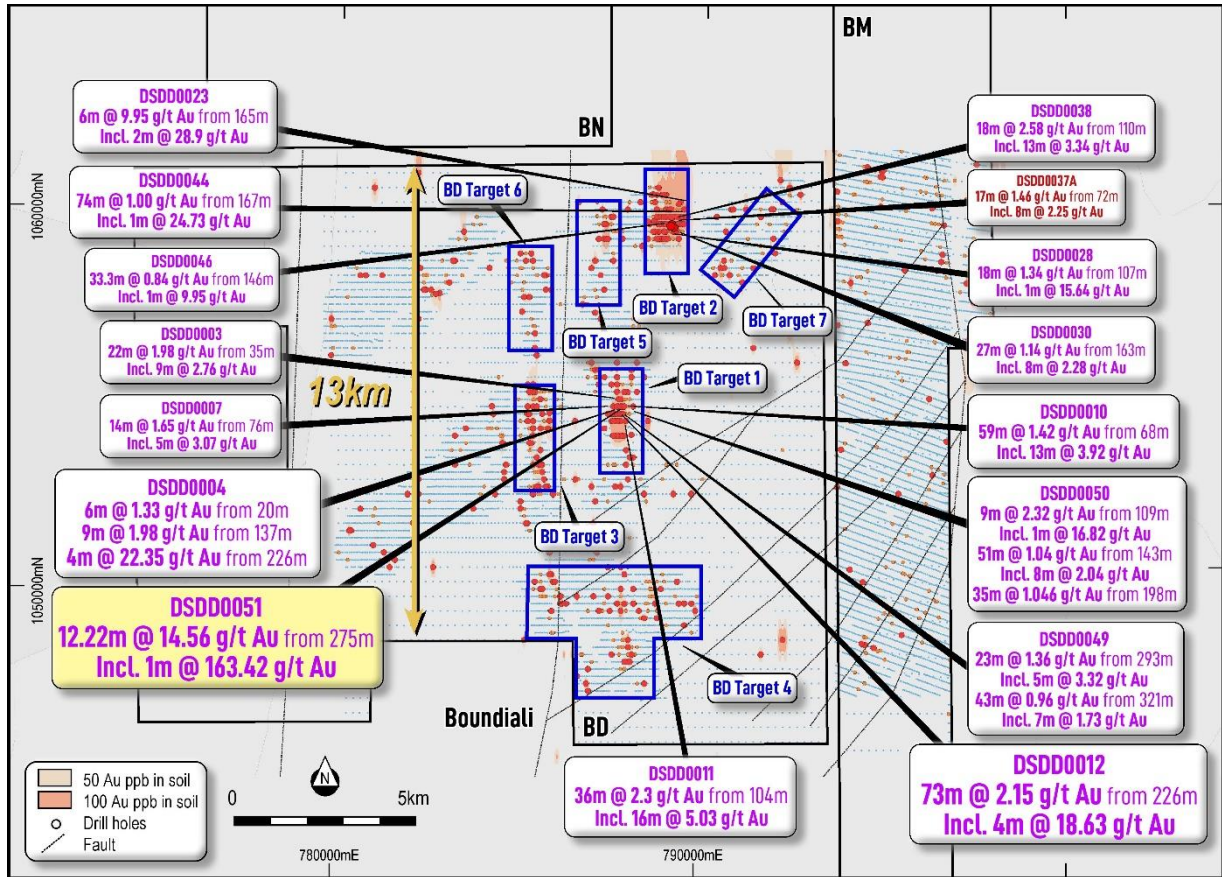 BM
BN
DSDD0023
6m @ 9.95 g/t Au from 165m
Incl. 2m @ 28.9 g/t Au
DSDD0044
74m @ 1.00 g/t Au from 167m
Incl. 1m @ 24.73 g/t Au
DSDD0046
33.3m @ 0.84 g/t Au from 146m
Incl. 1m @ 9.95 g/t Au
DSDD0003
22m @ 1.98 g/t Au from 35m
Incl. 9m @ 2.76 g/t Au
DSDD0007
14m @ 1.65 g/t Au from 76m
Incl. 5m @ 3.07 g/t Au
DSDD0004
6m @ 1.33 g/t Au from 20m
9m @ 1.98 g/t Au from 137m
4m @ 22.35 g/t Au from 226m
DSDD0051
12.22m @ 14.56 g/t Au from 275m
Incl. 1m @ 163.42 g/t Au
1060000mN
1050000mN
13km
BD Target 6
BD Target 2
BD Target 7
BD Target 5
BD Target 1
BD Target 3
BD Target 4
Boundiali
BD
DSDD0038
18m @ 2.58 g/t Au from 110m
Incl. 13m @ 3.34 g/t Au
DSDD0037A
17m @ 1.46 g/t Au from 72m
Incl. 8m @ 2.25 g/t Au
DSDD0028
18m @ 1.34 g/t Au from 107m
Incl. 1m @ 15.64 g/t Au
DSDD0030
27m @ 1.14 g/t Au from 163m
Incl. 8m @ 2.28 g/t Au
DSDD0010
59m @ 1.42 g/t Au from 68m
Incl. 13m @ 3.92 g/t Au
DSDD0050
9m @ 2.32 g/t Au from 109m
Incl. 1m @ 16.82 g/t Au
51m @ 1.04 g/t Au from 143m
Incl. 8m @ 2.04 g/t Au
35m @ 1.046 g/t Au from 198m
DSDD0049
23m @ 1.36 g/t Au from 293m
Incl. 5m @ 3.32 g/t Au
43m @ 0.96 g/t Au from 321m
Incl. 7m @ 1.73 g/t Au
DSDD0012
73m @ 2.15 g/t Au from 226m
Incl. 4m @ 18.63 g/t Au
DSDD0011
36m @ 2.3 g/t Au from 104m
Incl. 16m @ 5.03 g/t Au
50 Au ppb in soil
100 Au ppb in soil
Drill holes
Fault
N
0 5km
780000mE
790000mE